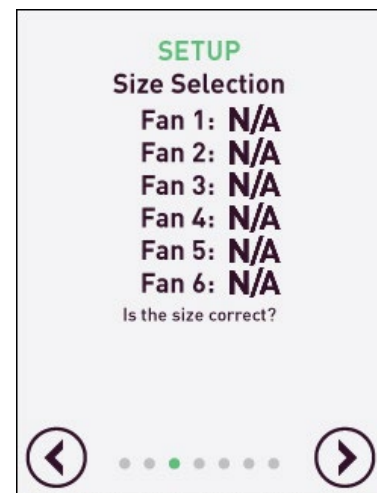 SETUP
Size Selection
Fan 1: N/A
Fan 2: N/A
Fan 3: N/A
Fan 4: N/A
Fan 5: N/A
Fan 6: N/A
Is the size correct?